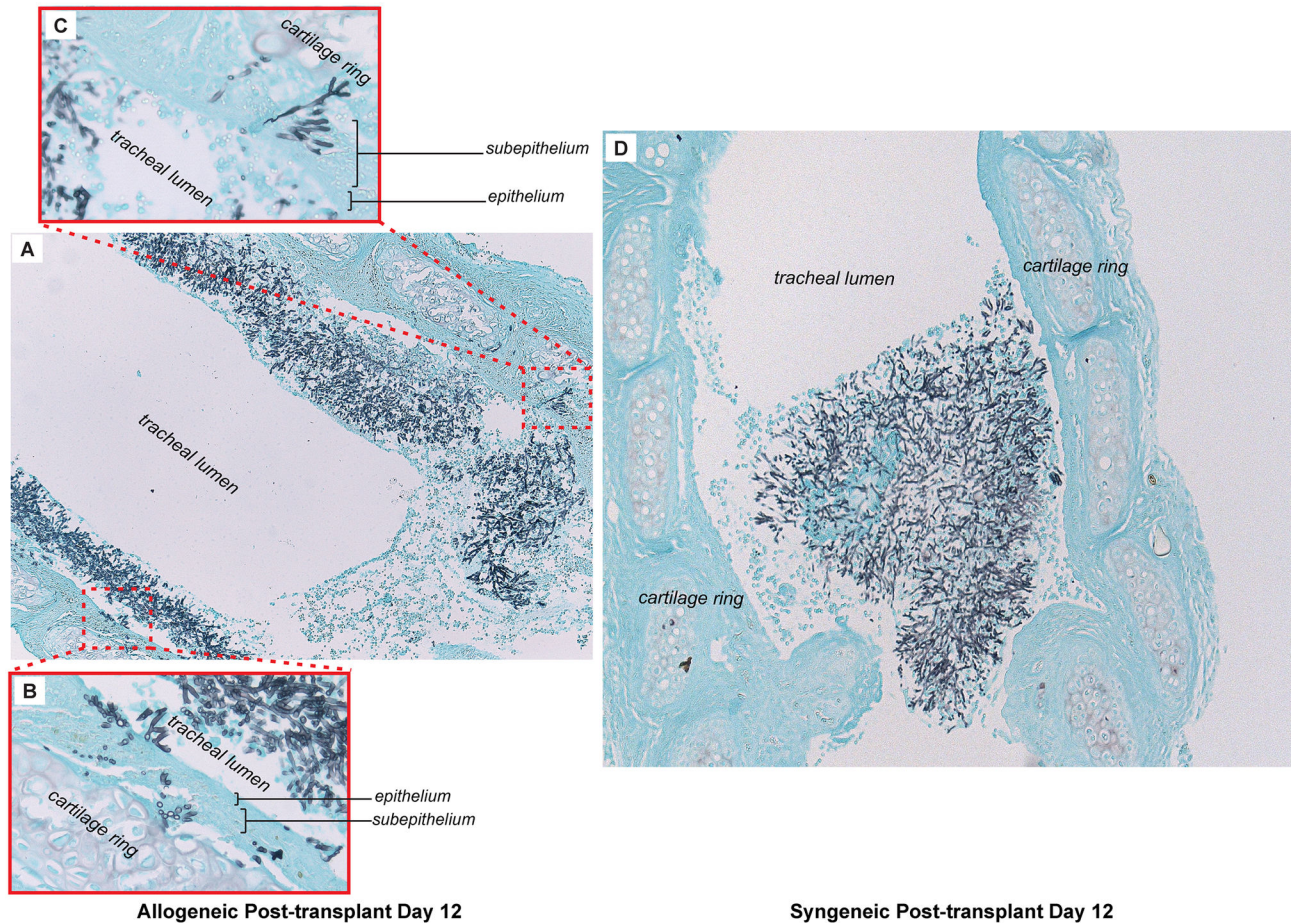 C
cartilage ring
tracheal lumen
subepithelium
epithelium
A
tracheal lumen
B
tracheal lumen
cartilage ring
epithelium
subepithelium
Allogeneic Post-transplant Day 12
D
tracheal lumen
cartilage ring
cartilage ring
Syngeneic Post-transplant Day 12